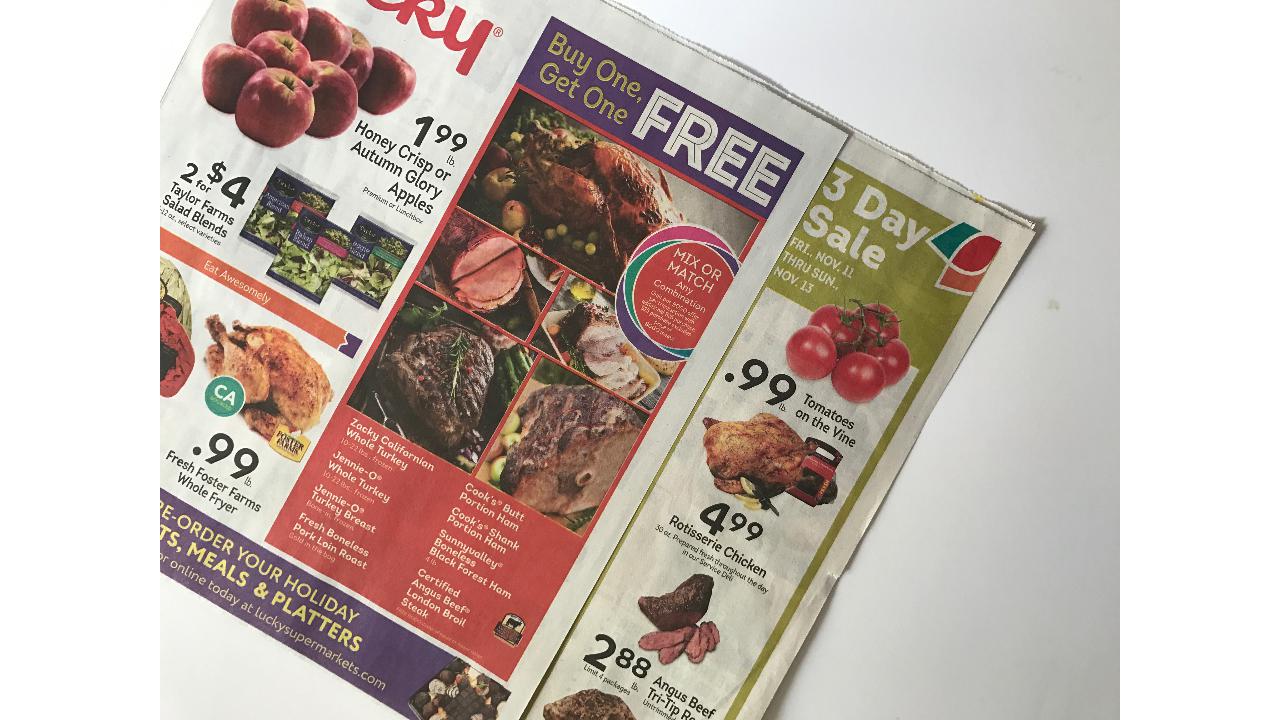 cky®
1.99
lb.
Honey Crisp or
Autumn Glory
Apples
Premium or Lunchbox
2 for $4
Taylor Farms
Salad Blends
-12 oz., select varieties
Eat Awesomely
CA
FOSTER FARMS
.99
lb.
Fresh Foster Farms
Whole Fryer
RE-ORDER YOUR HOLIDAY
TS, MEALS & PLATTERS
or online today at luckysupermarkets.com
Buy One,
Get One
FREE
MIX OR
MATCH
Any
Combination
Zacky Californian
Whole Turkey
10-22 lbs., frozen
Jennie-O®
Whole Turkey
10-22 lbs., frozen
Jennie-O®
Turkey Breast
Bone in, frozen
Fresh Boneless
Pork Loin Roast
Sold in the bag
Cook's® Butt
Portion Ham
Cook's® Shank
Portion Ham
Sunnyvalley®
Boneless
Black Forest Ham
4 lb
Certified
Angus Beef®
London Broil
Steak
3 Day
Sale
FRI., NOV. 11
THRU SUN.,
NOV. 13
.99
lb.
Tomatoes
on the Vine
4.99
Rotisserie Chicken
30 oz. Prepared fresh throughout the day
in our Service Deli
2.88
lb.
Limit 4 packages
Angus Beef
Tri-Tip Ro
Untrimmed